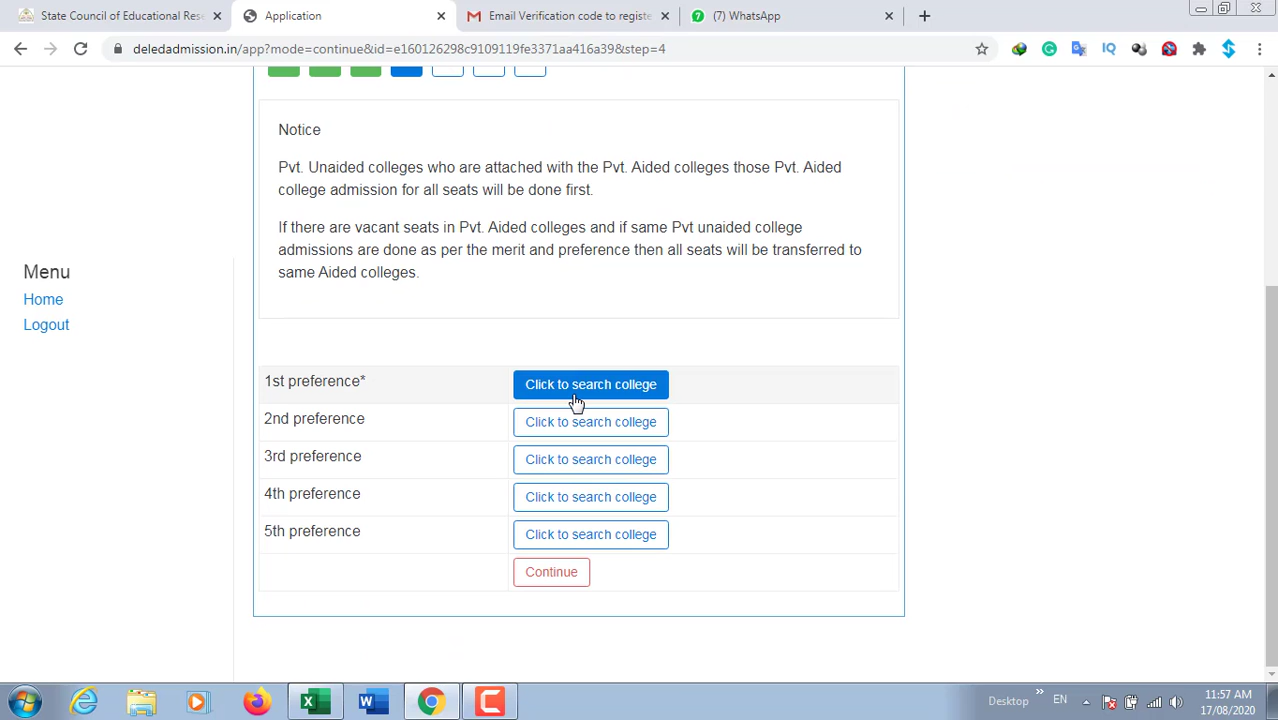 State Council of Educational Rese
Application
Email Verification code to registe
(7) WhatsApp
deledadmission.in/app?mode=continue&id=e160126298c9109119fe3371aa416a39&step=4
IQ
Notice
Pvt. Unaided colleges who are attached with the Pvt. Aided colleges those Pvt. Aided
college admission for all seats will be done first.
If there are vacant seats in Pvt. Aided colleges and if same Pvt unaided college
admissions are done as per the merit and preference then all seats will be transferred to
same Aided colleges.
Menu
Home
Logout
1st preference* Click to search college
2nd preference Click to search college
3rd preference Click to search college
4th preference Click to search college
5th preference Click to search college
Continue
Desktop
EN
11:57 AM
17/08/2020